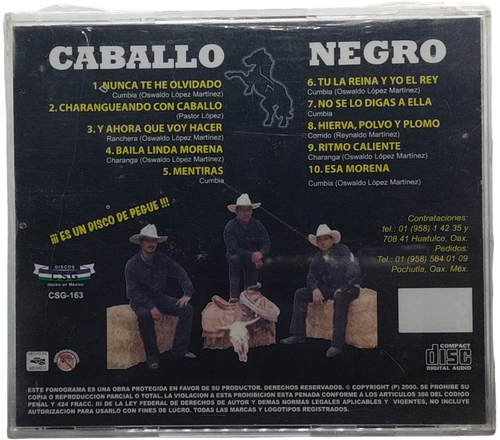 CABALLO NEGRO
1. NUNCA TE HE OLVIDADO
Cumbia (Oswaldo López Martínez)
2. CHARANGUEANDO CON CABALLO
(Pastor López)
3. Y AHORA QUE VOY HACER
Ranchera (Oswaldo López Martínez)
4. BAILA LINDA MORENA
Charanga (Oswaldo López Martínez)
5. MENTIRAS
Cumbia
6. TU LA REINA Y YO EL REY
Cumbia (Oswaldo López Martínez)
7. NO SE LO DIGAS A ELLA
Cumbia
8. HIERVA, POLVO Y PLOMO
Corrido (Reynaldo Martínez)
9. RITMO CALIENTE
Charanga (Oswaldo López Martínez)
10. ESA MORENA
Cumbia (Oswaldo López Martínez)
¡¡¡ ES UN DISCO DE PEGUE !!!
Contrataciones:
tel.: 01 (958) 1 42 35 y
708 41 Huatulco, Oax.
Pedidos:
tel.: 01 (958) 584 01 09
Pochutla, Oax. Méx.
DISCOS
CSG
Hecho en México
CSG-163
HECHO EN
MEXICO
COMPACT
disc
DIGITAL AUDIO
ESTE FONOGRAMA ES UNA OBRA PROTEGIDA EN FAVOR DE SU PRODUCTOR. DERECHOS RESERVADOS. © COPYRIGHT (P) 2000. SE PROHIBE SU
COPIA O REPRODUCCION PARCIAL O TOTAL. LA VIOLACION A ESTA PROHIBICION ESTA PENADA CONFORME A LOS ARTICULOS 386 DEL CODIGO
PENAL Y 424 FRACC. III DE LA LEY FEDERAL DE DERECHOS DE AUTOR Y DEMAS NORMAS LEGALES APLICABLES Y VIGENTES, NO INCLUYE
AUTORIZACION PARA USARLO CON FINES DE LUCRO. TODAS LAS MARCAS Y LOGOTIPOS REGISTRADOS.